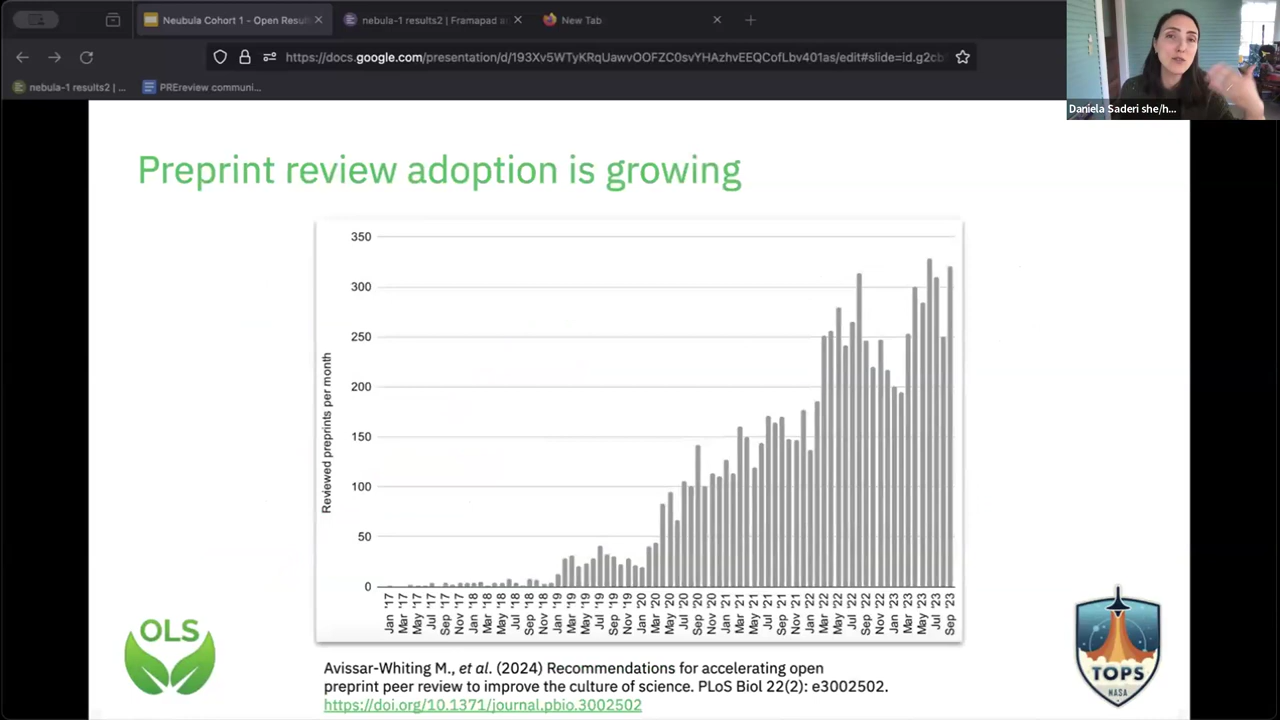 Neubula Cohort 1 - Open Resul
nebula-1 results2 | Framapad
New Tab
https://docs.google.com/presentation/d/193Xv5WTyKRqUawvOOFZC0svYHAzhvEEQCofLbv401as/edit#slide=id.g2cb
nebula-1 results2 | ...
PREreview communi...
Daniela Saderi she/h...
Preprint review adoption is growing
Reviewed preprints per month
350
300
250
200
150
100
50
0
Jan '17
Mar '17
May '17
Jul '17
Sep '17
Nov '17
Jan '18
Mar '18
May '18
Jul '18
Sep '18
Nov '18
Jan '19
Mar '19
May '19
Jul '19
Sep '19
Nov '19
Jan '20
Mar '20
May '20
Jul '20
Sep '20
Nov '20
Jan '21
Mar '21
May '21
Jul '21
Sep '21
Nov '21
Jan '22
Mar '22
May '22
Jul '22
Sep '22
Nov '22
Jan '23
Mar '23
May '23
Jul '23
Sep '23
OLS
TOPS
NASA
Avissar-Whiting M., et al. (2024) Recommendations for accelerating open
preprint peer review to improve the culture of science. PLoS Biol 22(2): e3002502.
https://doi.org/10.1371/journal.pbio.3002502